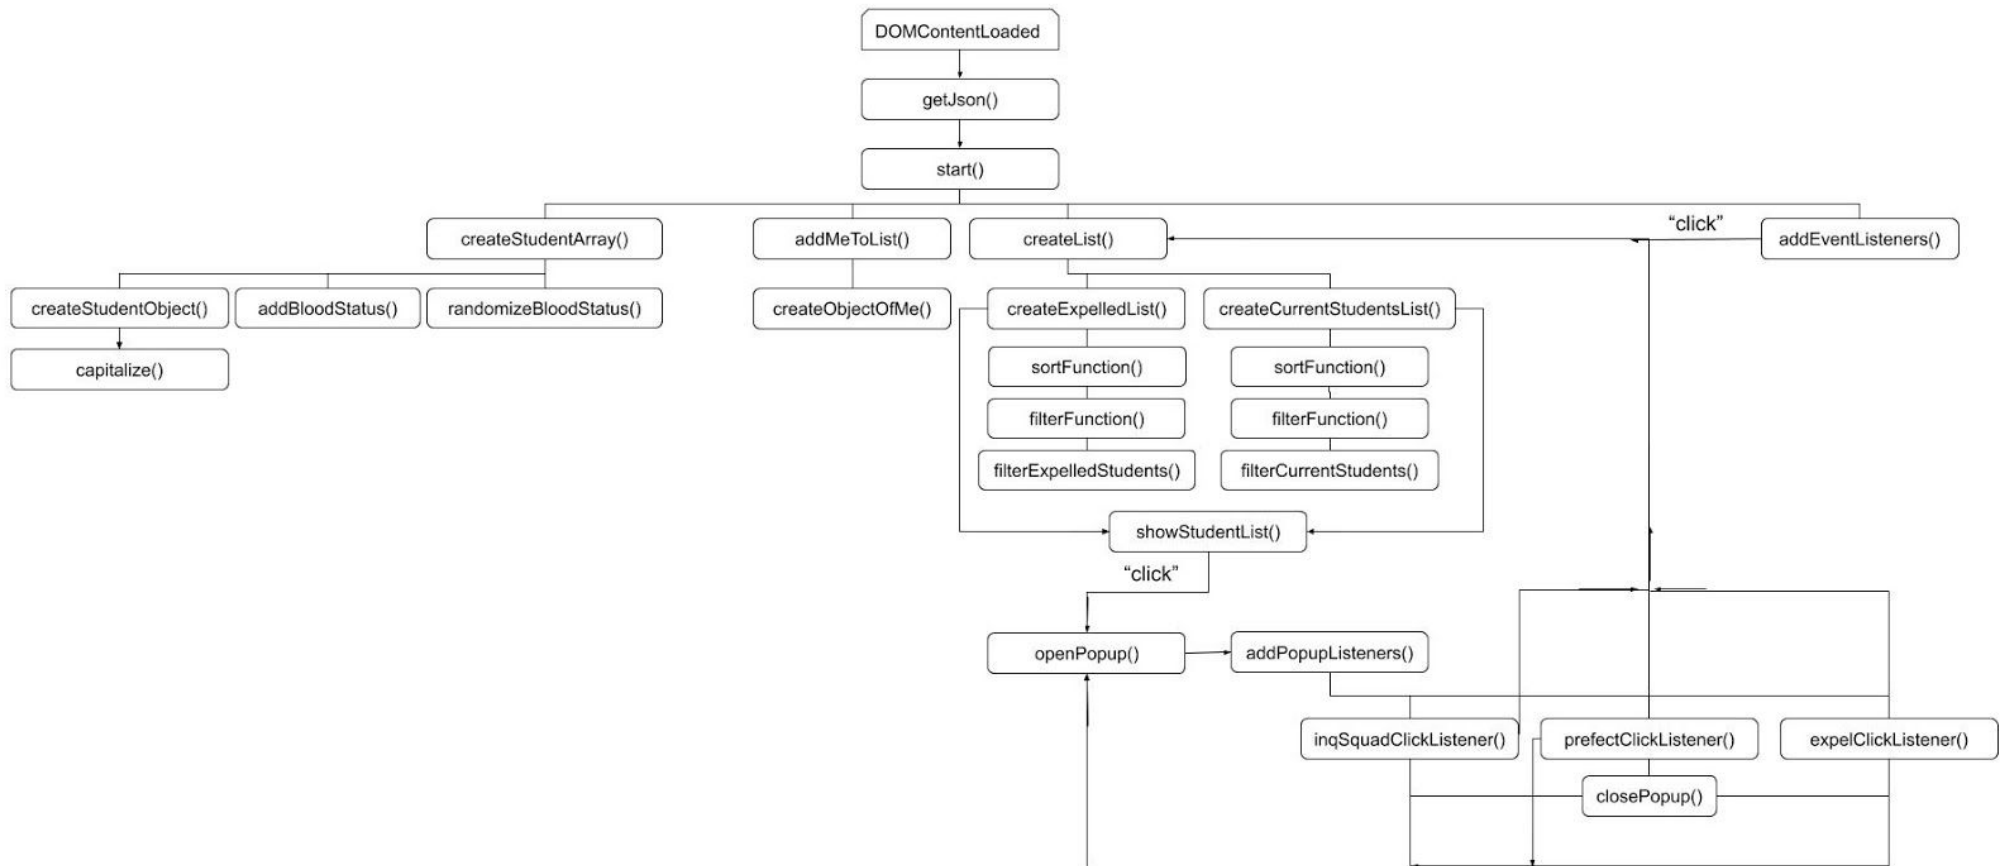 DOMContentLoaded
getJson()
start()
createStudentArray()
addMeToList()
createList()
“click”
addEventListeners()
createStudentObject()
addBloodStatus()
randomizeBloodStatus()
createObjectOfMe()
createExpelledList()
createCurrentStudentsList()
capitalize()
sortFunction()
sortFunction()
filterFunction()
filterFunction()
filterExpelledStudents()
filterCurrentStudents()
showStudentList()
“click”
openPopup()
addPopupListeners()
inqSquadClickListener()
prefectClickListener()
expelClickListener()
closePopup()